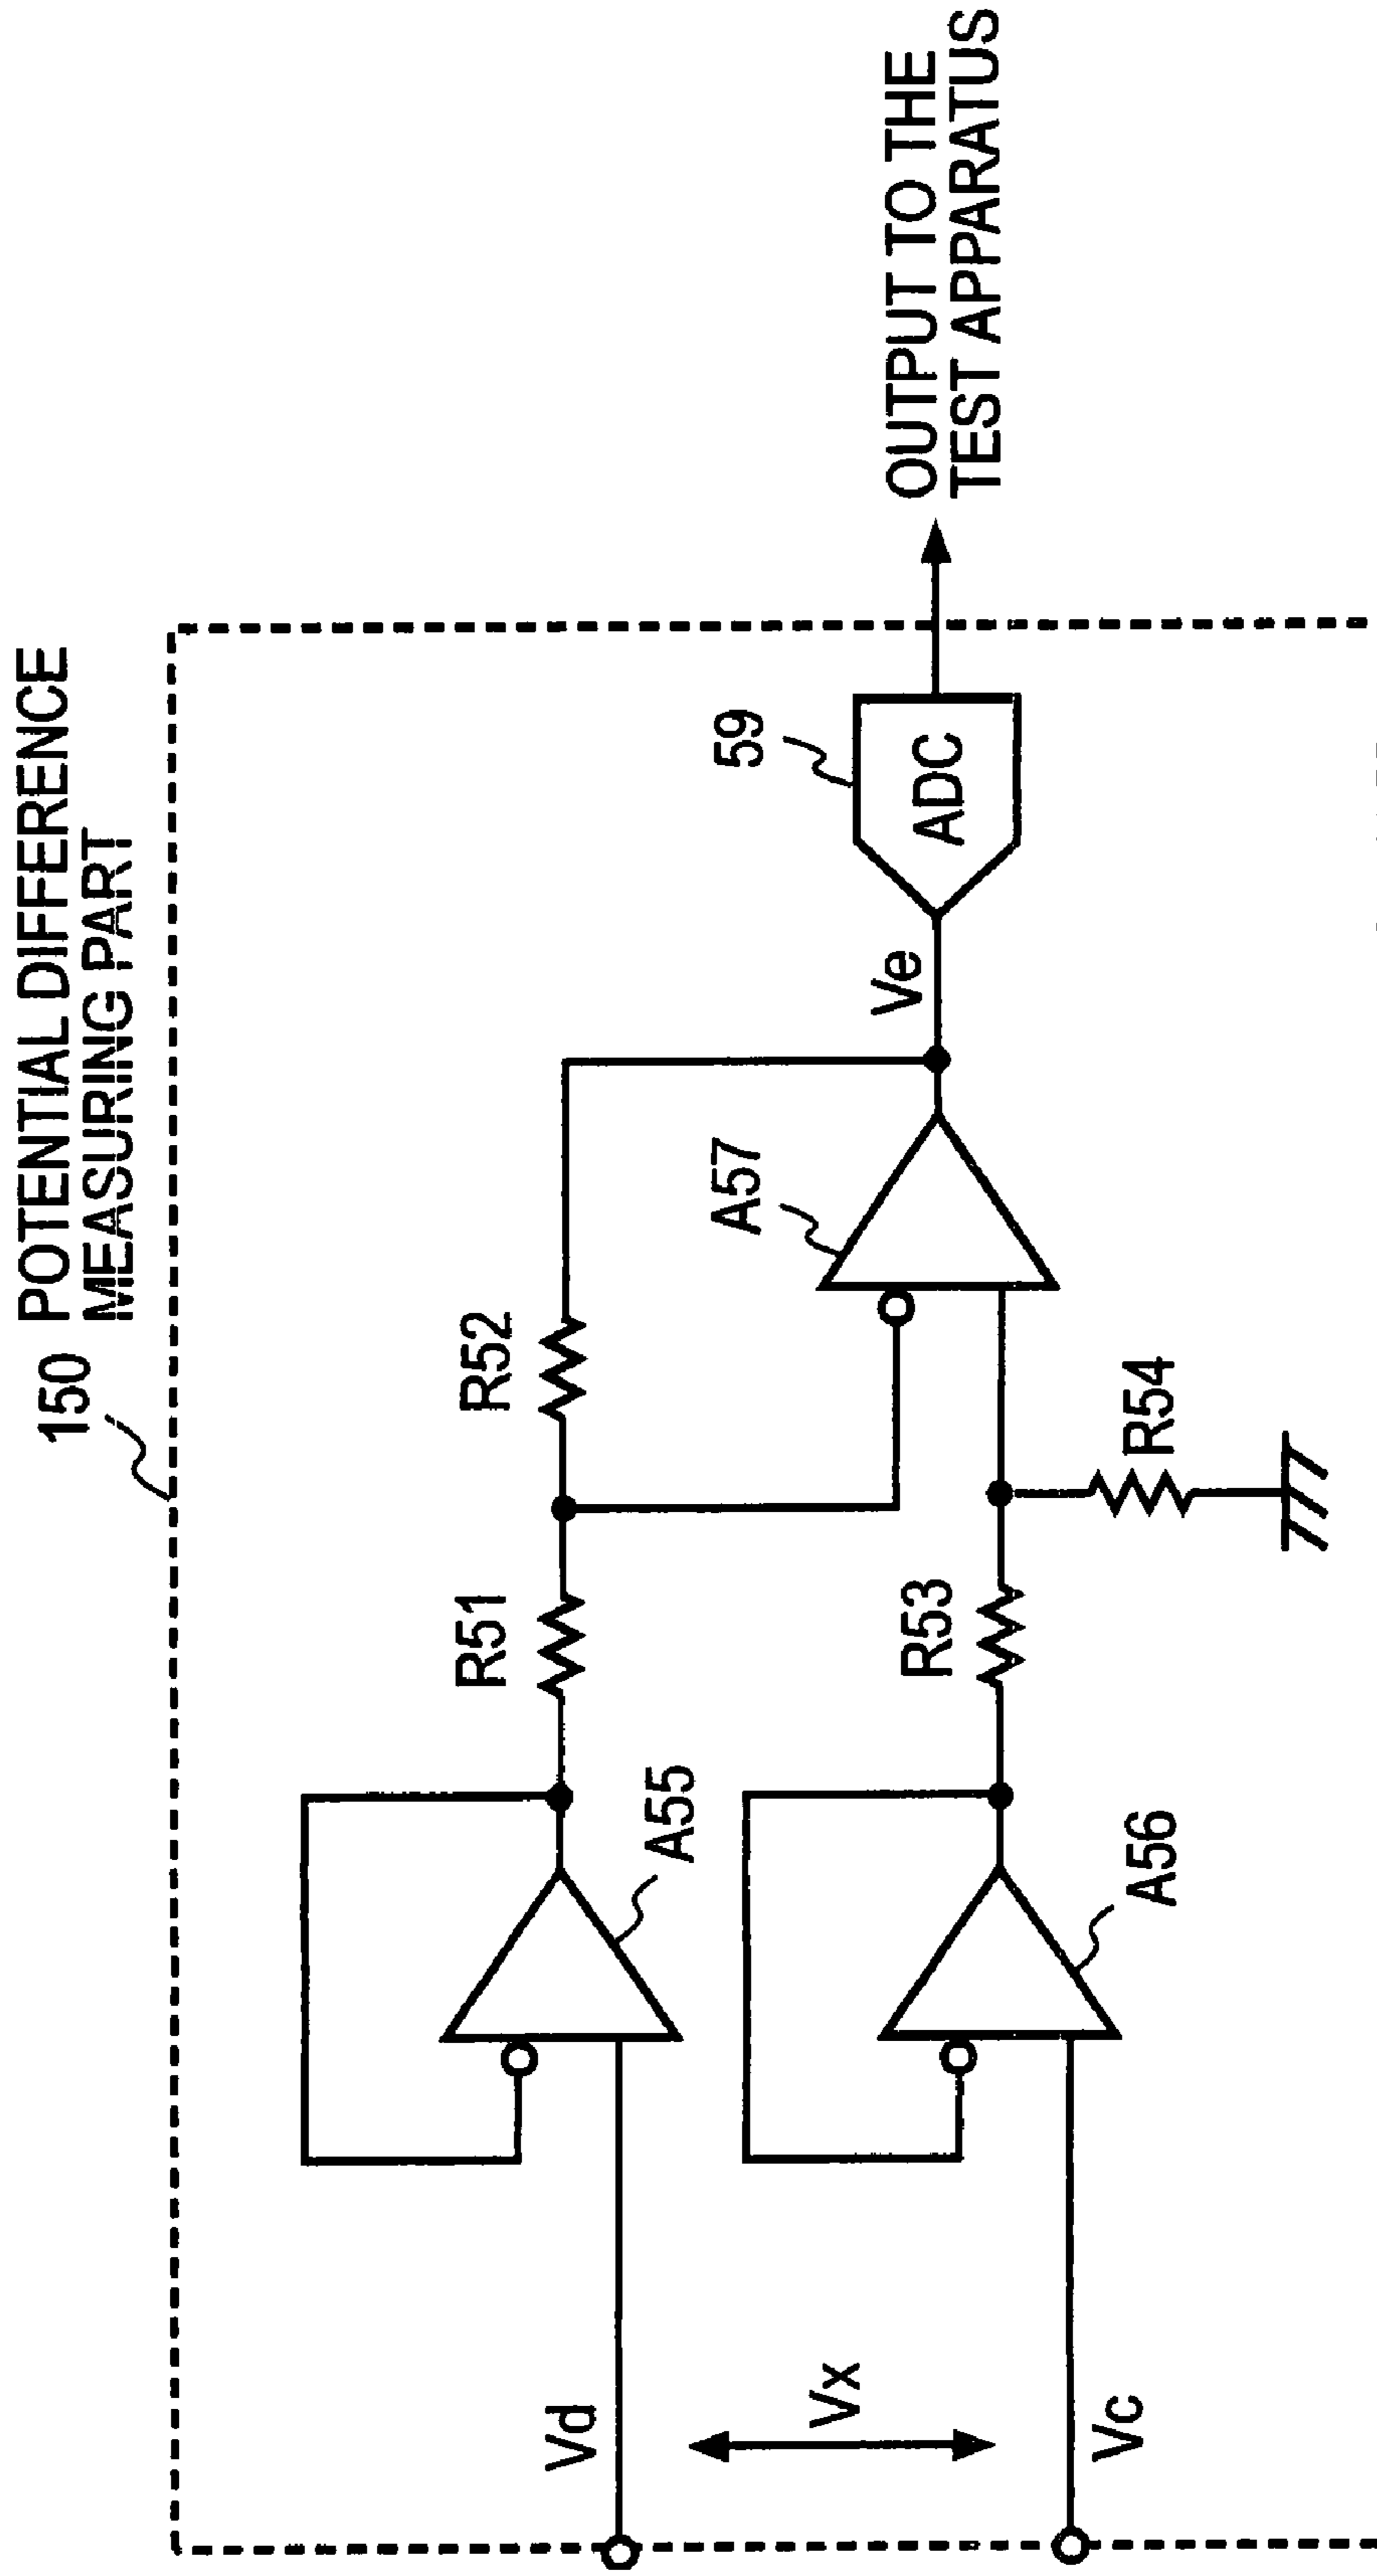 150
POTENTIAL DIFFERENCE
MEASURING PART
Vd
Vx
Vc
A55
A56
R51
R52
R53
R54
A57
Ve
59
ADC
OUTPUT TO THE
TEST APPARATUS